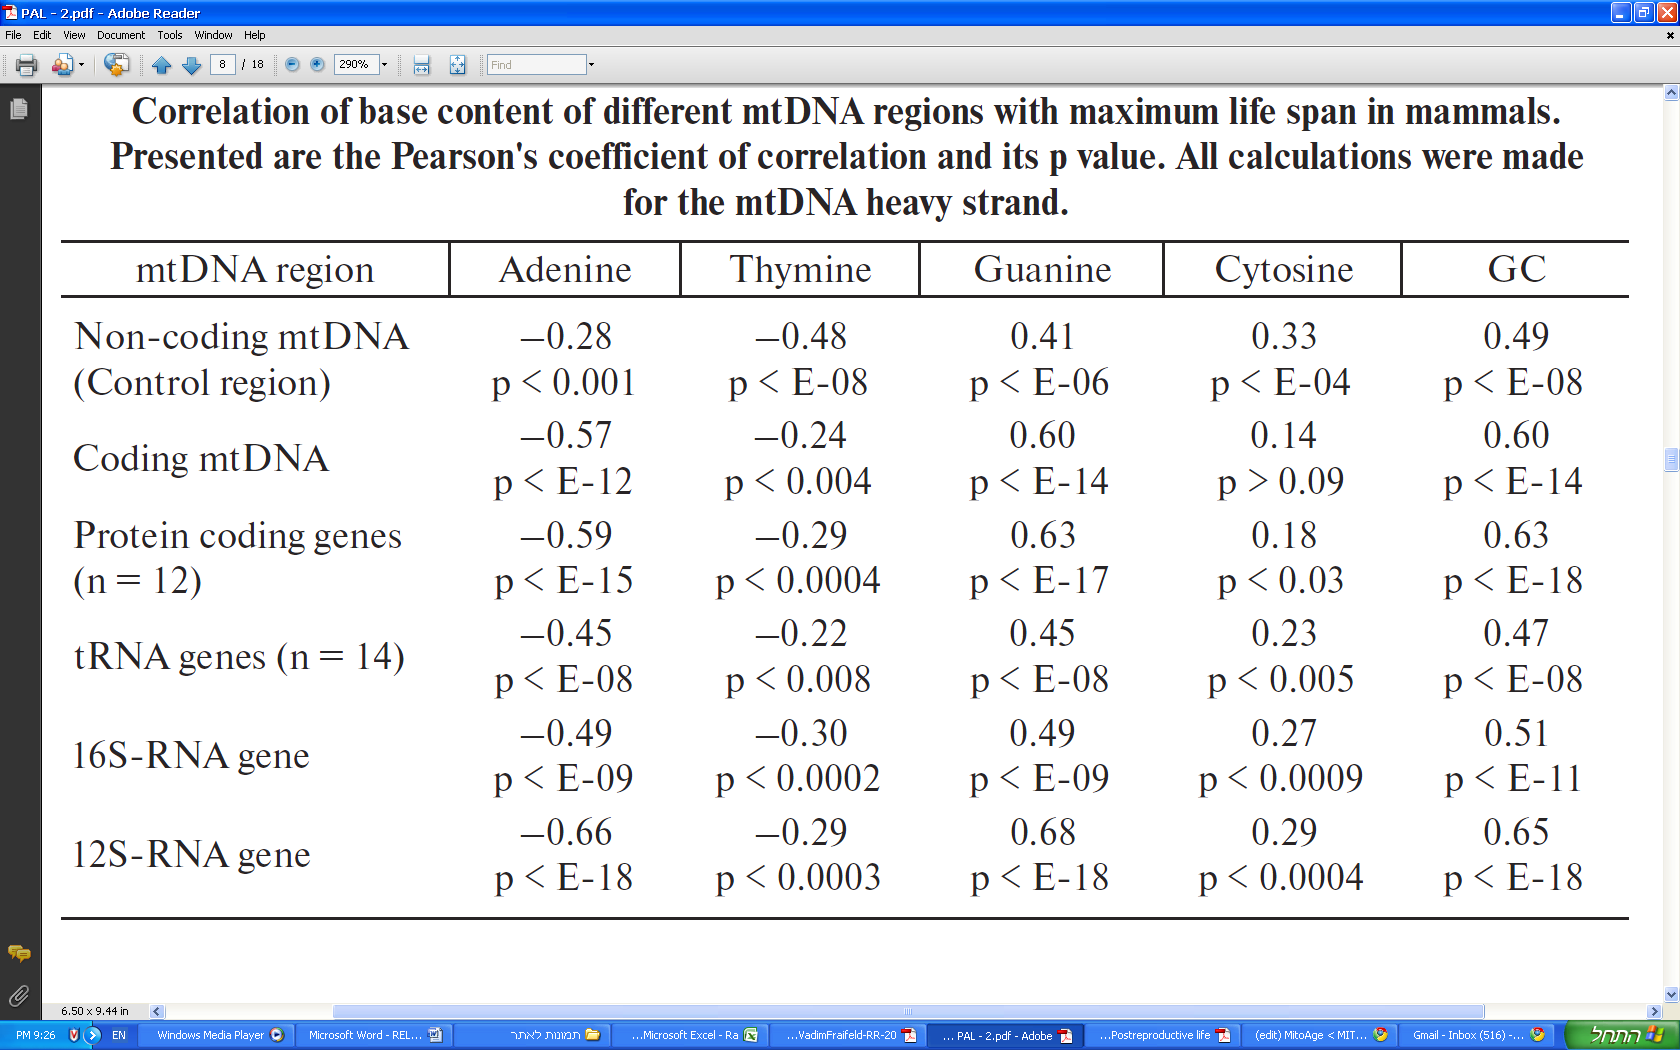 PAL - 2.pdf - Adobe Reader
File Edit View Document Tools Window Help
8 / 18 290% Find
Correlation of base content of different mtDNA regions with maximum life span in mammals.
Presented are the Pearson's coefficient of correlation and its p value. All calculations were made
for the mtDNA heavy strand.
mtDNA region Adenine Thymine Guanine Cytosine GC
Non-coding mtDNA –0.28 –0.48 0.41 0.33 0.49
(Control region) p < 0.001 p < E-08 p < E-06 p < E-04 p < E-08
–0.57 –0.24 0.60 0.14 0.60
Coding mtDNA
p < E-12 p < 0.004 p < E-14 p > 0.09 p < E-14
Protein coding genes –0.59 –0.29 0.63 0.18 0.63
(n = 12) p < E-15 p < 0.0004 p < E-17 p < 0.03 p < E-18
–0.45 –0.22 0.45 0.23 0.47
tRNA genes (n = 14)
p < E-08 p < 0.008 p < E-08 p < 0.005 p < E-08
–0.49 –0.30 0.49 0.27 0.51
16S-RNA gene
p < E-09 p < 0.0002 p < E-09 p < 0.0009 p < E-11
–0.66 –0.29 0.68 0.29 0.65
12S-RNA gene
p < E-18 p < 0.0003 p < E-18 p < 0.0004 p < E-18
6.50 x 9.44 in
PM 9:26 EN Windows Media Player Microsoft Word - REL... תמונות לאתר ...Microsoft Excel - Ra ...VadimFraifeld-RR-20 ... PAL - 2.pdf - Adobe ...Postreproductive life (edit) MitoAge < MIT... Gmail - Inbox (516) -... התחל